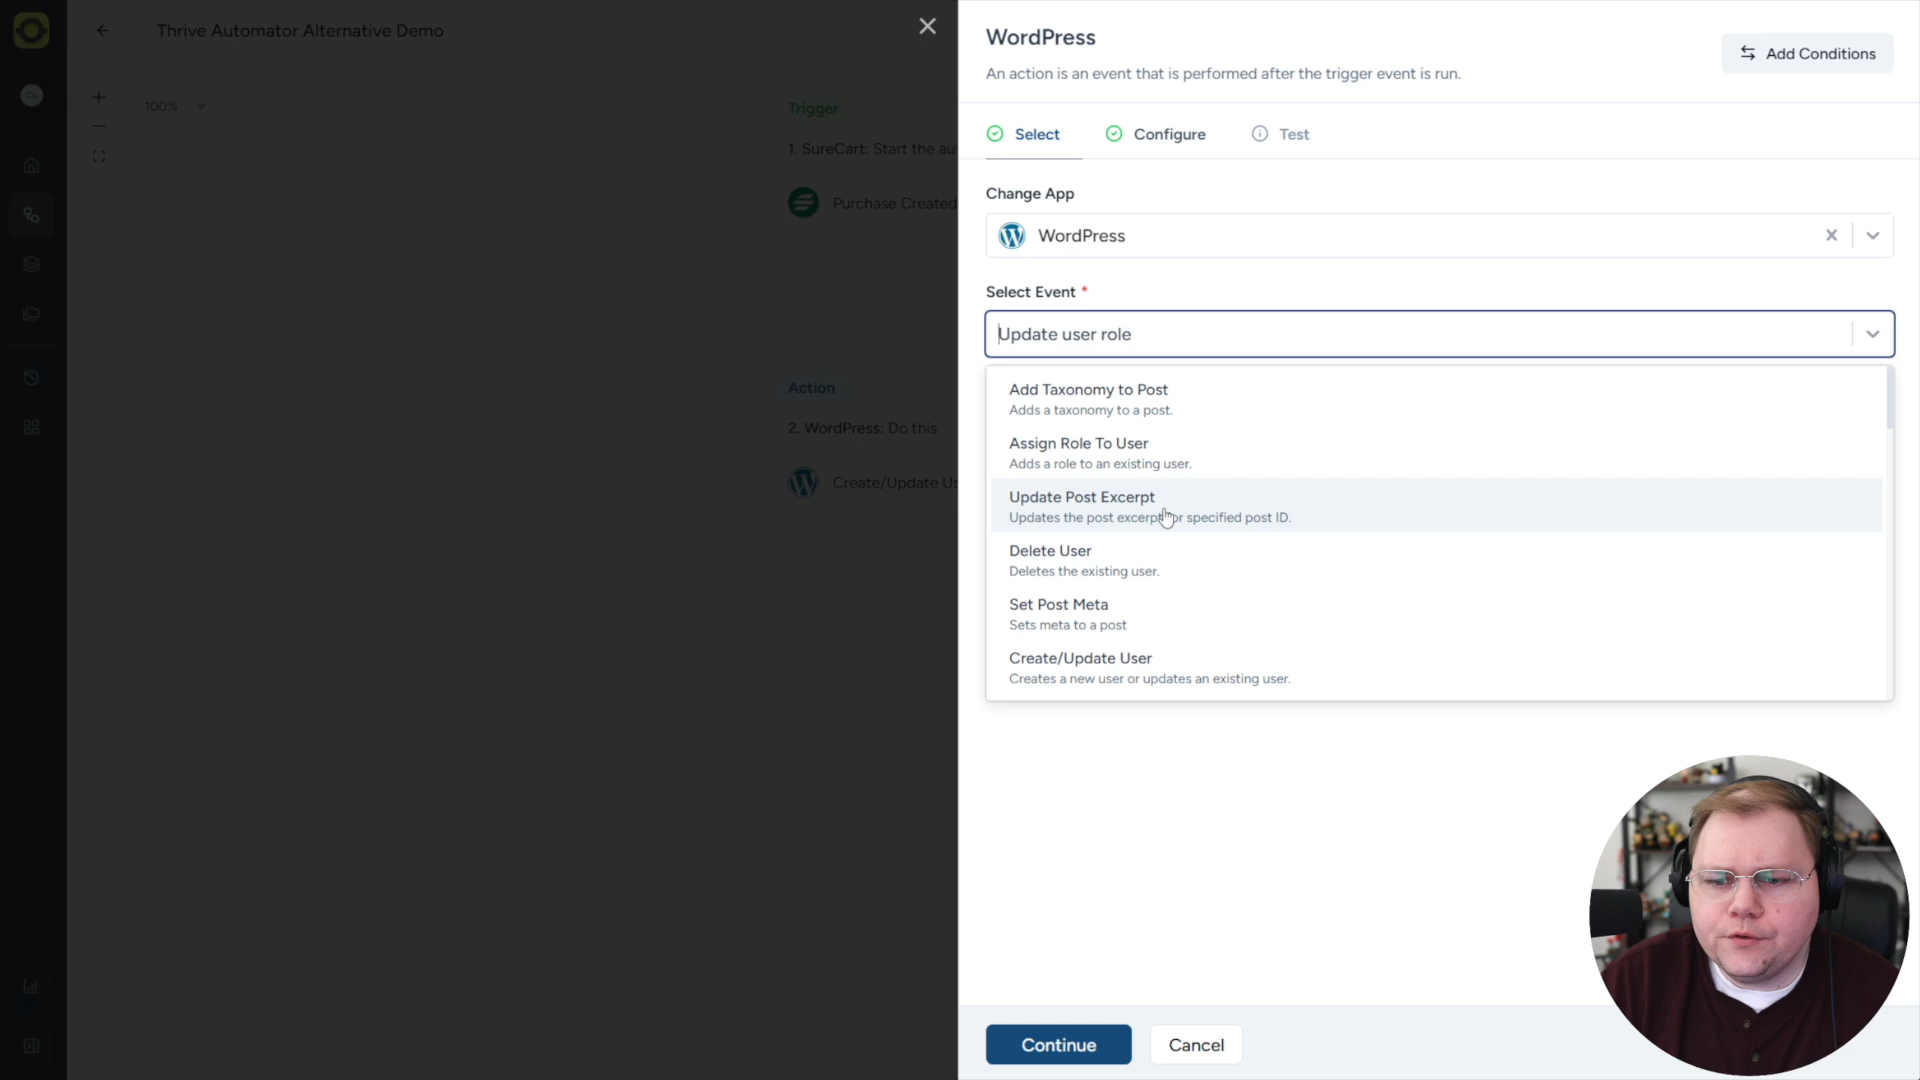 Thrive Automator Alternative Demo
100%
Trigger
1. SureCart: Start the au
Purchase Created
Action
2. WordPress: Do this
Create/Update Us
WordPress
An action is an event that is performed after the trigger event is run.
Add Conditions
Select
Configure
Test
Change App
WordPress
Select Event *
Update user role
Add Taxonomy to Post
Adds a taxonomy to a post.
Assign Role To User
Adds a role to an existing user.
Update Post Excerpt
Updates the post excerpt or specified post ID.
Delete User
Deletes the existing user.
Set Post Meta
Sets meta to a post
Create/Update User
Creates a new user or updates an existing user.
Continue
Cancel